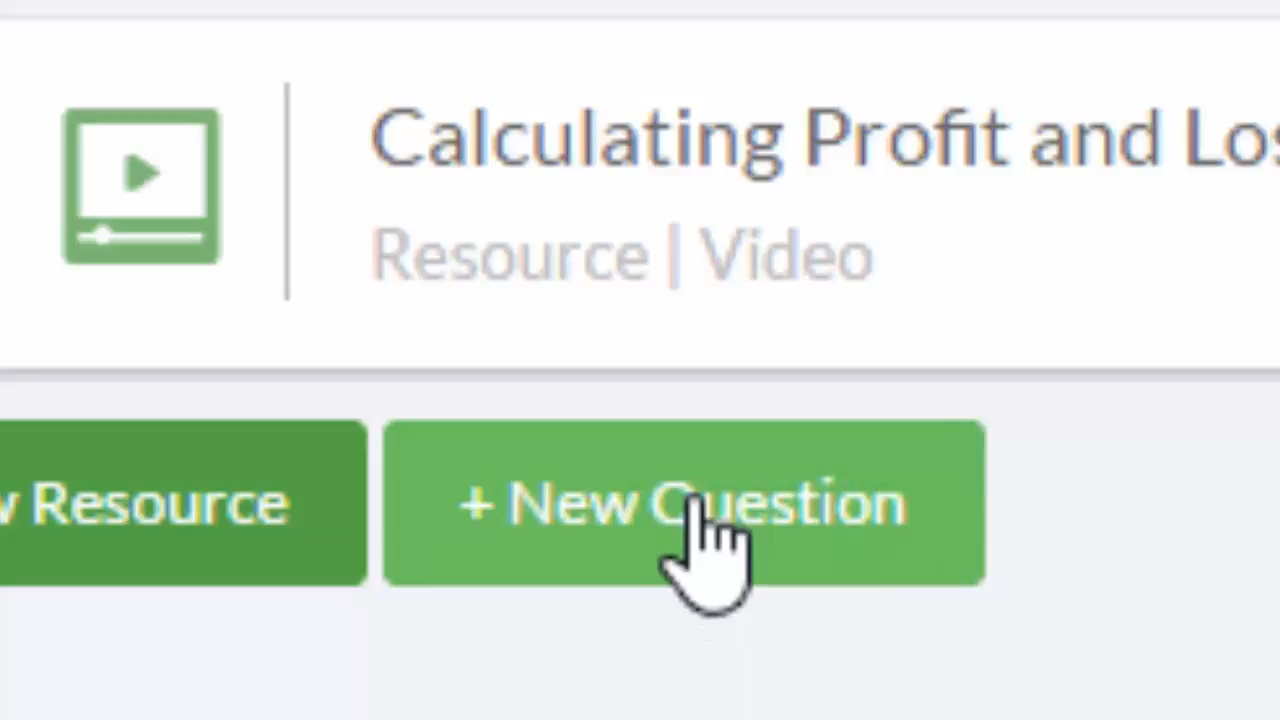 Calculating Profit and Los
Resource | Video
w Resource
+ New Question